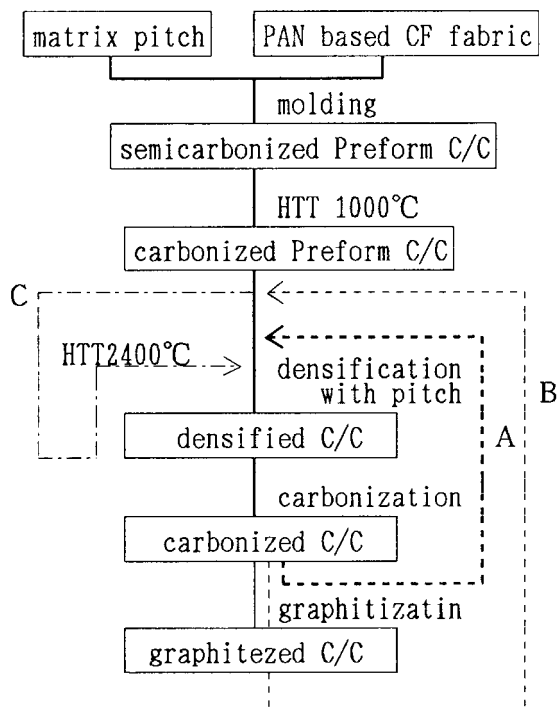 matrix pitch
PAN based CF fabric
molding
semicarbonized Preform C/C
HTT 1000℃
carbonized Preform C/C
C
B
HTT2400℃
densification
with pitch
A
densified C/C
carbonization
carbonized C/C
graphitizatin
graphitezed C/C